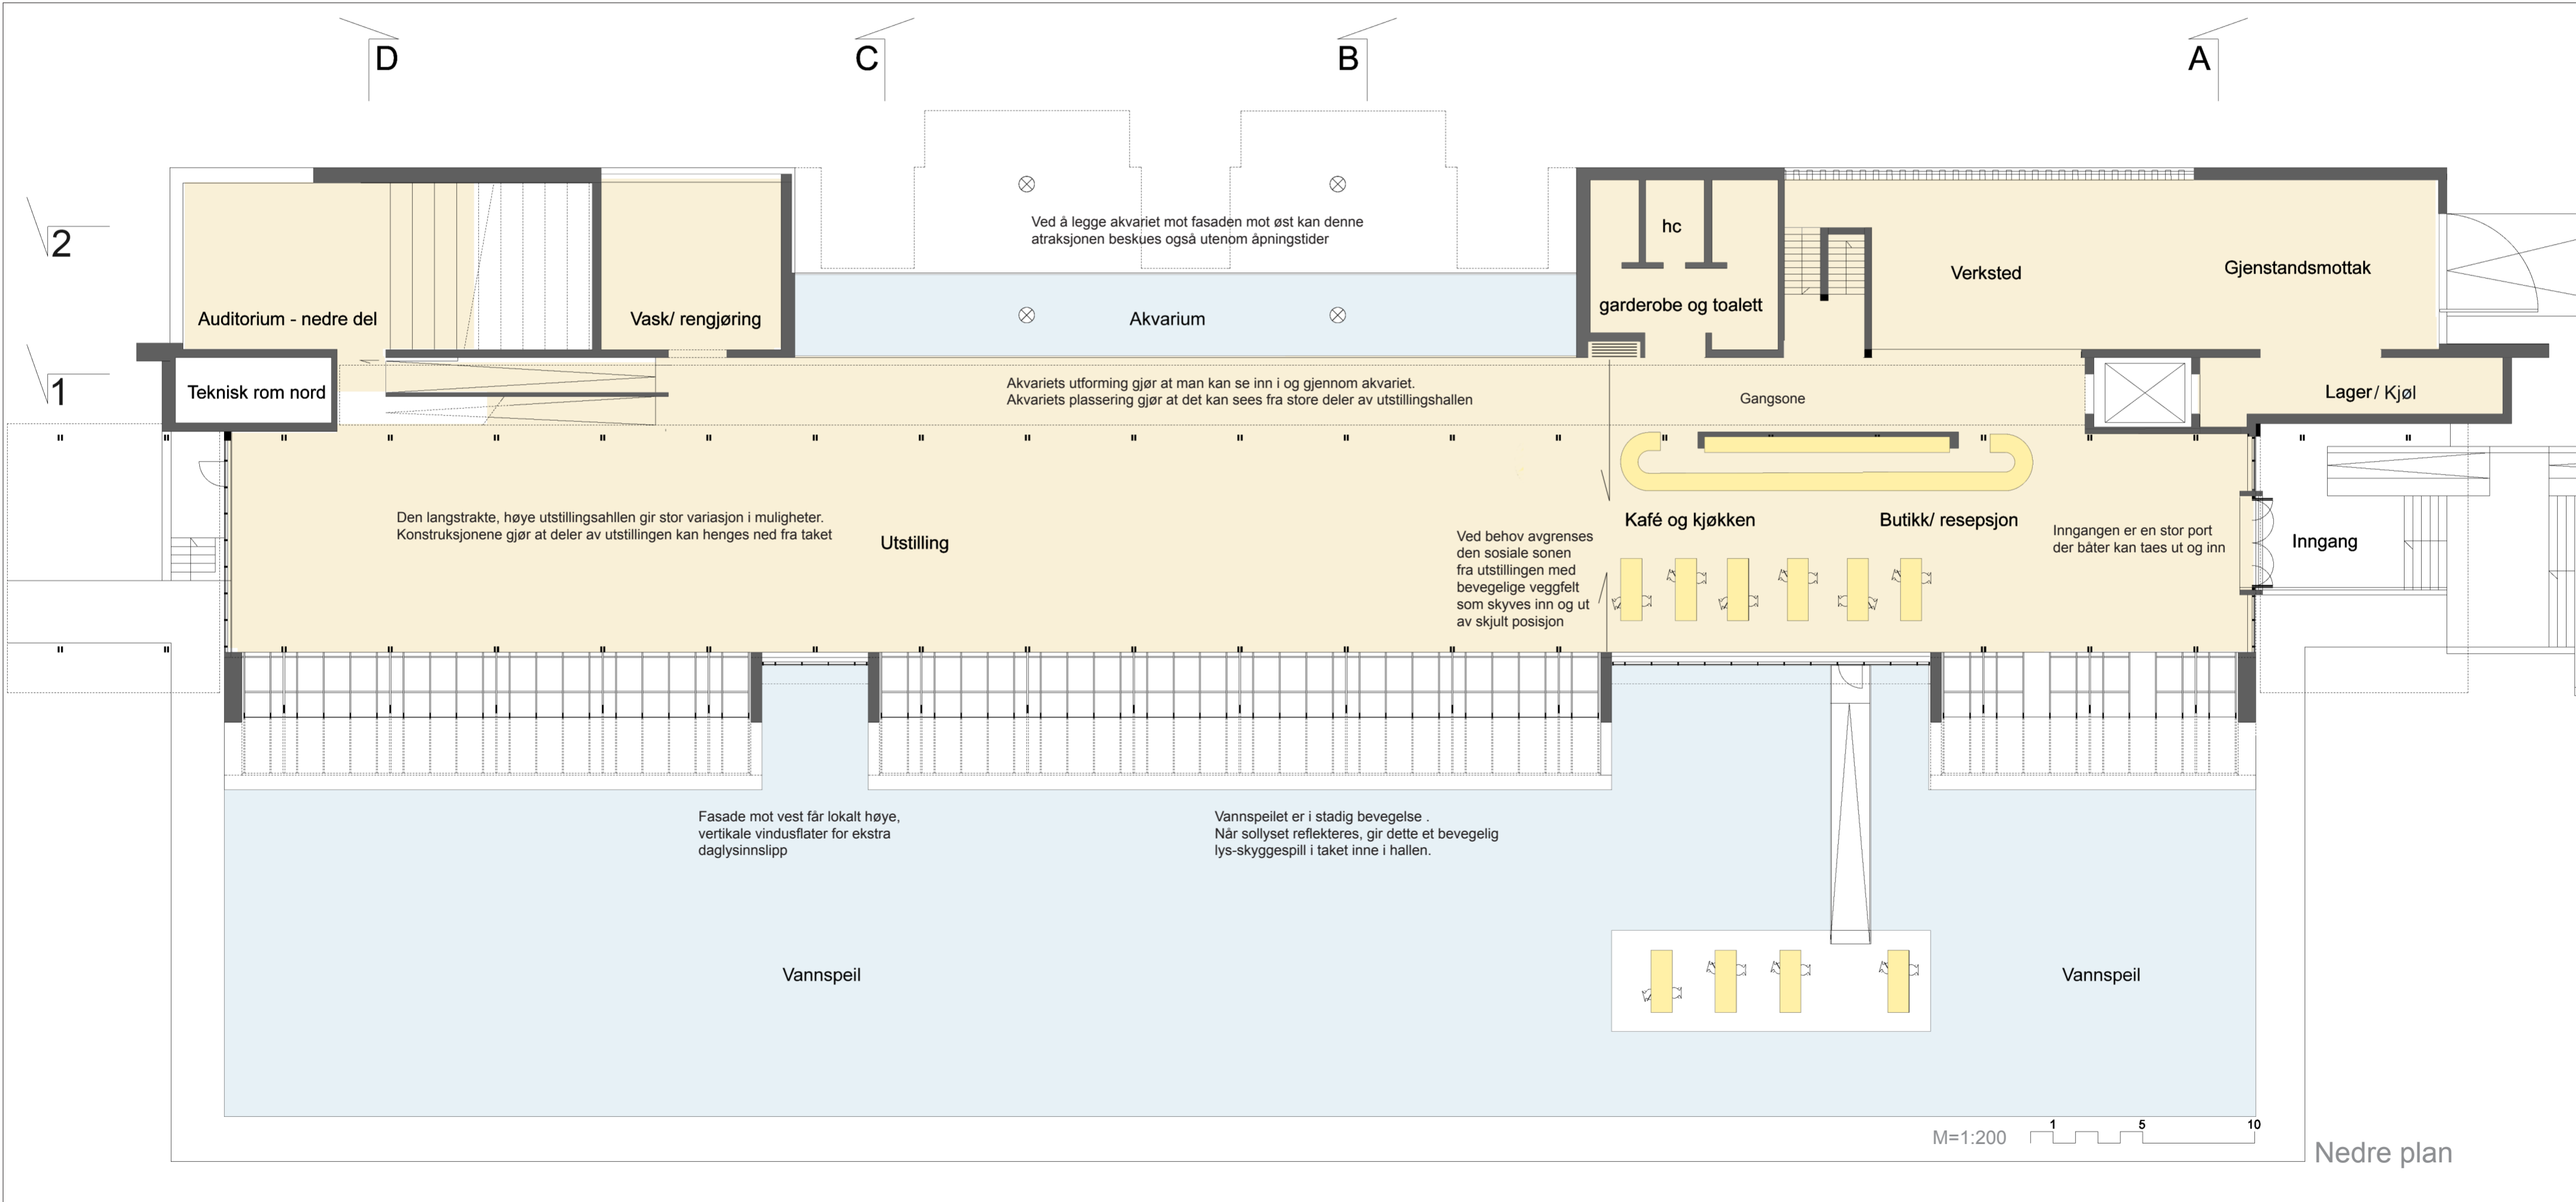 D
C
B
A
2
1
Ved å legge akvariet mot fasaden mot øst kan denne
atraksjonen beskues også utenom åpningstider
hc
Verksted
Gjenstandsmottak
garderobe og toalett
Auditorium - nedre del
Vask/ rengjøring
Akvarium
Teknisk rom nord
Akvariets utforming gjør at man kan se inn i og gjennom akvariet.
Akvariets plassering gjør at det kan sees fra store deler av utstillingshallen
Gangsone
Lager/ Kjøl
Den langstrakte, høye utstillingsahllen gir stor variasjon i muligheter.
Konstruksjonene gjør at deler av utstillingen kan henges ned fra taket
Utstilling
Ved behov avgrenses
den sosiale sonen
fra utstillingen med
bevegelige veggfelt
som skyves inn og ut
av skjult posisjon
Kafé og kjøkken
Butikk/ resepsjon
Inngangen er en stor port
der båter kan taes ut og inn
Inngang
Fasade mot vest får lokalt høye,
vertikale vindusflater for ekstra
daglysinnslipp
Vannspeilet er i stadig bevegelse .
Når sollyset reflekteres, gir dette et bevegelig
lys-skyggespill i taket inne i hallen.
Vannspeil
Vannspeil
M=1:200
1
5
10
Nedre plan